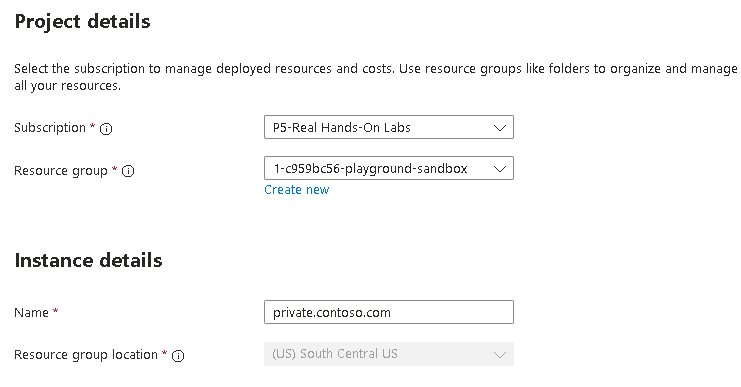 Project details
Select the subscription to manage deployed resources and costs. Use resource groups like folders to organize and manage
all your resources.
Subscription *
P5-Real Hands-On Labs
Resource group *
1-c959bc56-playground-sandbox
Create new
Instance details
Name *
private.contoso.com
Resource group location *
(US) South Central US